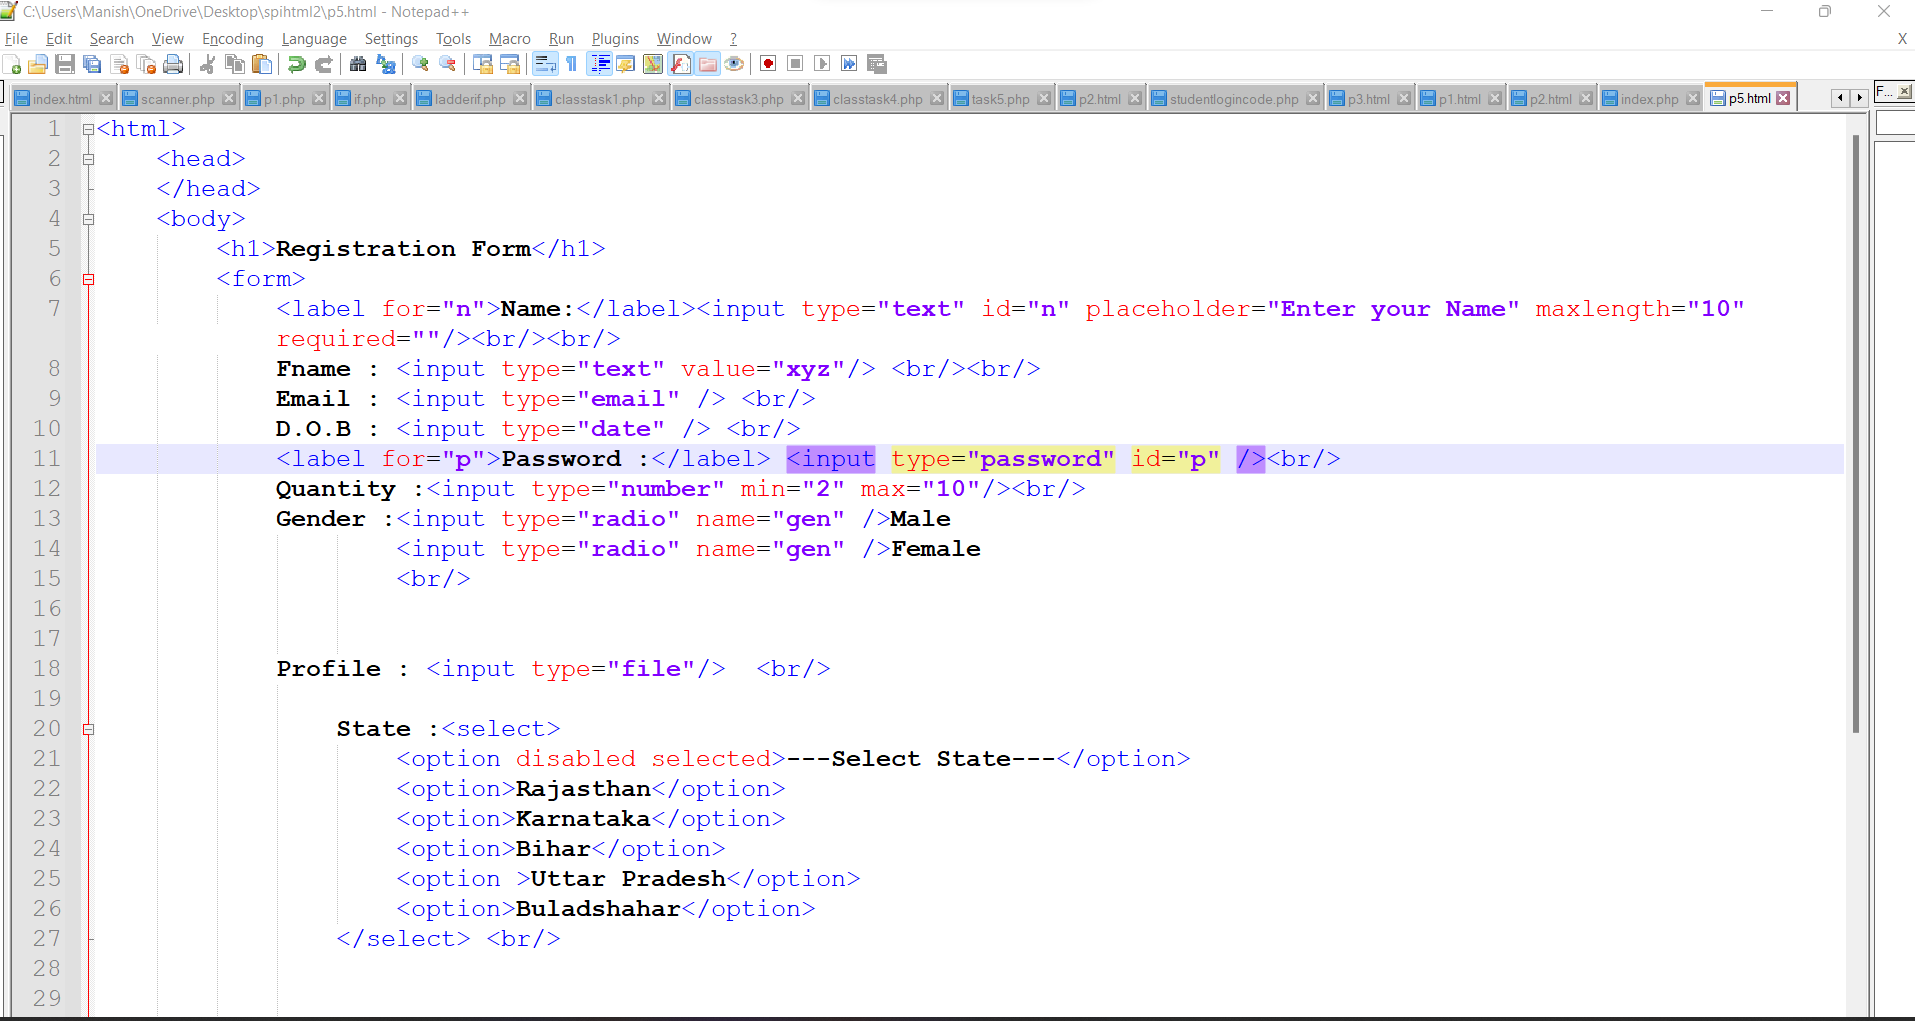 C:\Users\Manish\OneDrive\Desktop\spihtml2\p5.html - Notepad++
File Edit Search View Encoding Language Settings Tools Macro Run Plugins Window ? X
index.html scanner.php p1.php if.php ladderif.php classtask1.php classtask3.php classtask4.php task5.php p2.html studentlogincode.php p3.html p1.html p2.html index.php p5.html F...
1 <html>
2 <head>
3 </head>
4 <body>
5 <h1>Registration Form</h1>
6 <form>
7 <label for="n">Name:</label><input type="text" id="n" placeholder="Enter your Name" maxlength="10"
required=""/><br/><br/>
8 Fname : <input type="text" value="xyz"/> <br/><br/>
9 Email : <input type="email" /> <br/>
10 D.O.B : <input type="date" /> <br/>
11 <label for="p">Password :</label> <input type="password" id="p" /><br/>
12 Quantity :<input type="number" min="2" max="10"/><br/>
13 Gender :<input type="radio" name="gen" />Male
14 <input type="radio" name="gen" />Female
15 <br/>
16
17
18 Profile : <input type="file"/>  <br/>
19
20 State :<select>
21 <option disabled selected>---Select State---</option>
22 <option>Rajasthan</option>
23 <option>Karnataka</option>
24 <option>Bihar</option>
25 <option >Uttar Pradesh</option>
26 <option>Buladshahar</option>
27 </select> <br/>
28
29